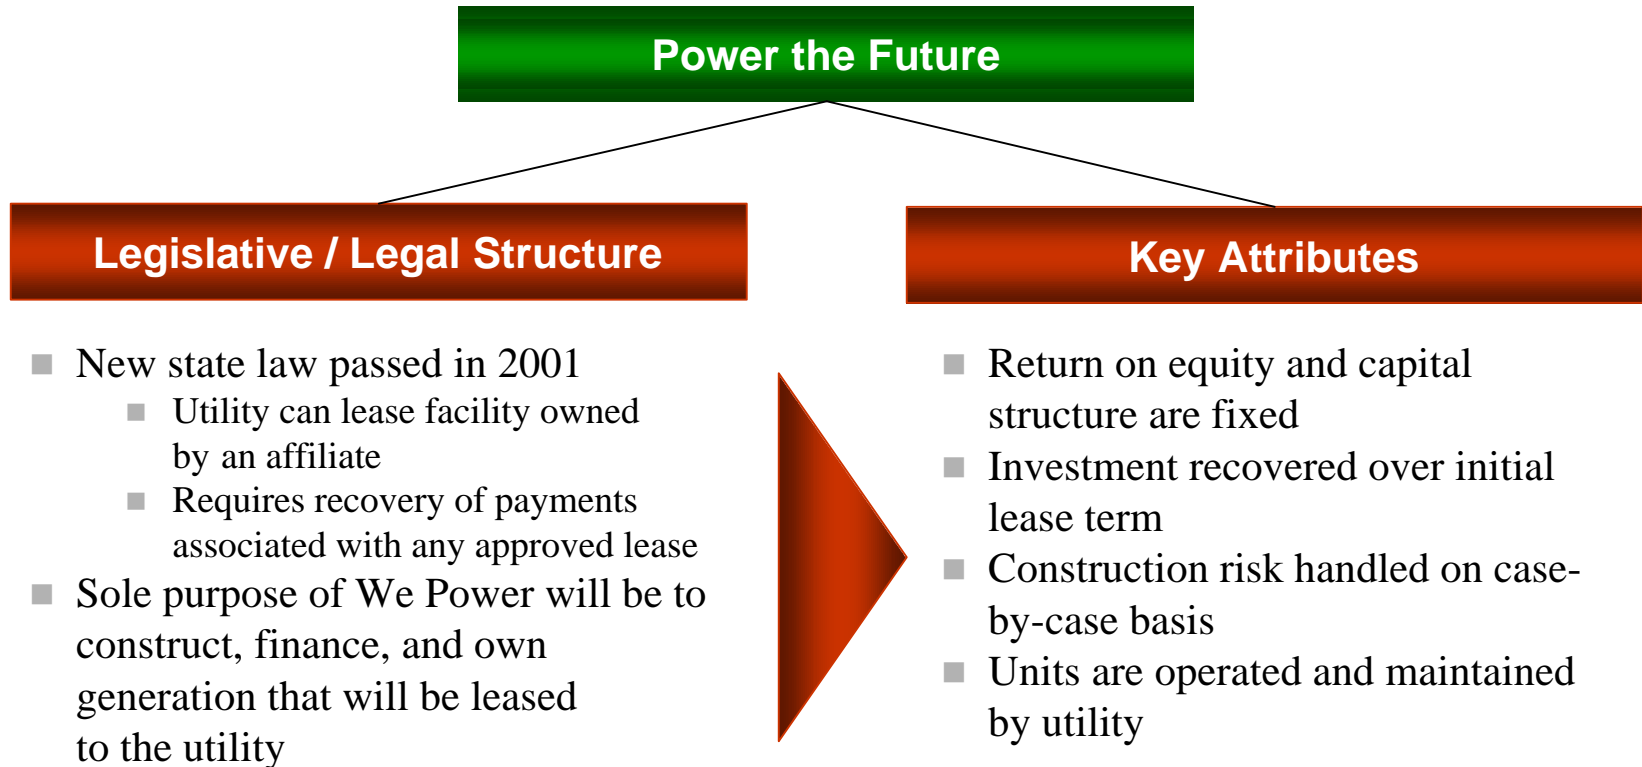 Power the Future
Legislative / Legal Structure
New state law passed in 2001
Utility can lease facility owned
by an affiliate
Requires recovery of payments
associated with any approved lease
Sole purpose of We Power will be to
construct, finance, and own
generation that will be leased
to the utility
Key Attributes
Return on equity and capital
structure are fixed
Investment recovered over initial
lease term
Construction risk handled on case-
by-case basis
Units are operated and maintained
by utility